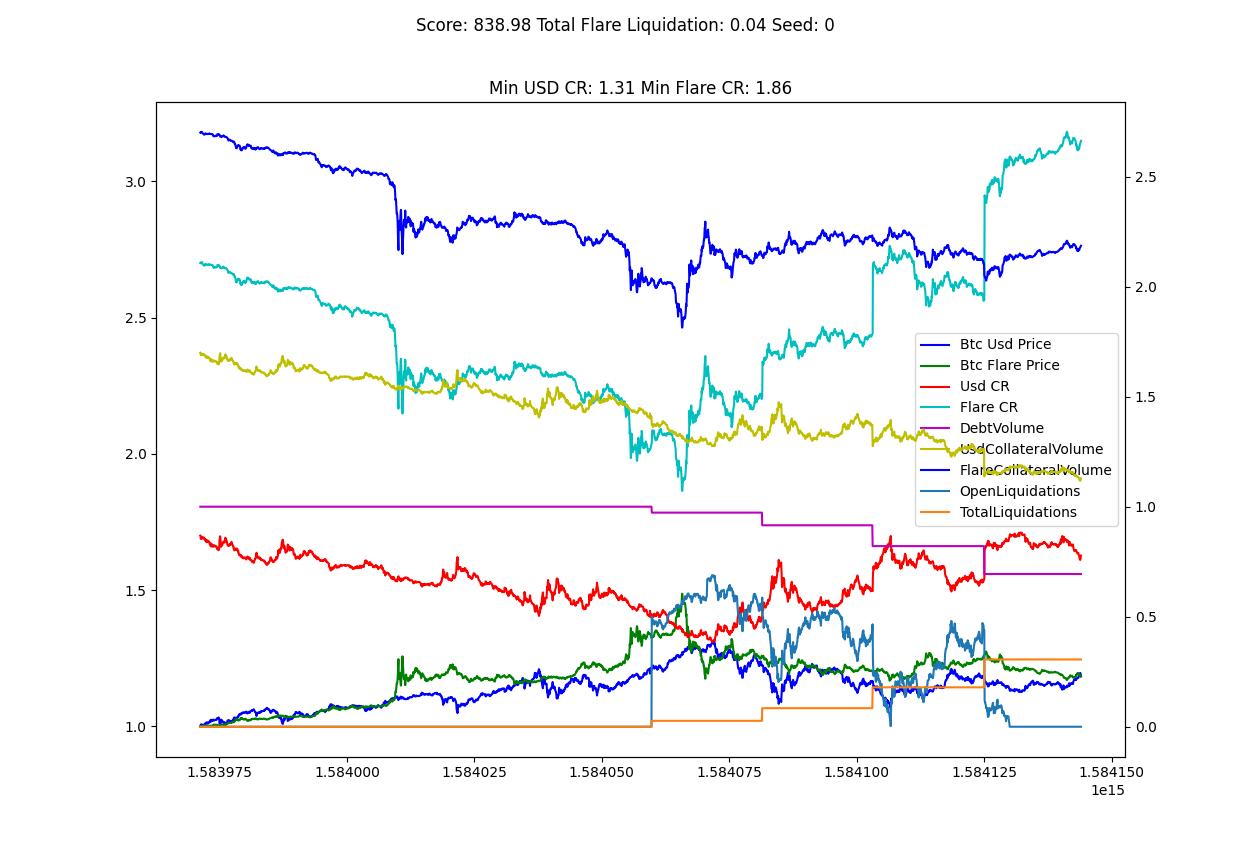 Score: 838.98 Total Flare Liquidation: 0.04 Seed: 0
Min USD CR: 1.31 Min Flare CR: 1.86
3.0
2.5
2.0
1.5
1.0
2.5
2.0
1.5
1.0
0.5
0.0
Btc Usd Price
Btc Flare Price
Usd CR
Flare CR
DebtVolume
UsdCollateralVolume
FlareCollateralVolume
OpenLiquidations
TotalLiquidations
1.583975 1.584000 1.584025 1.584050 1.584075 1.584100 1.584125 1.584150
1e15